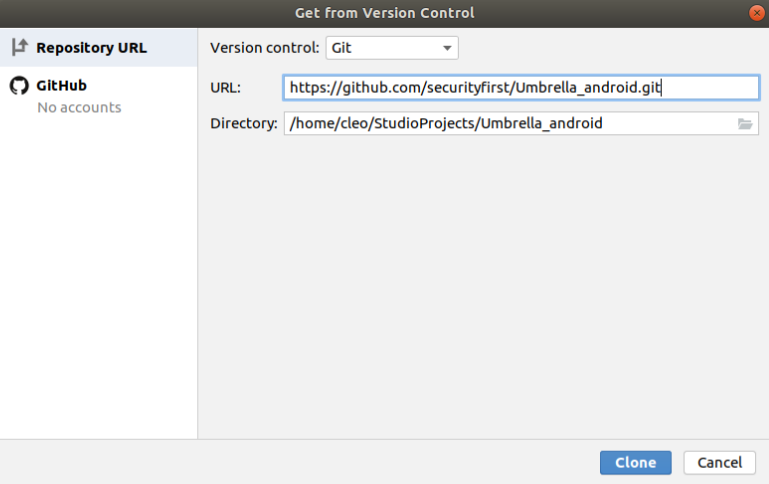 Get from Version Control
Repository URL
GitHub
No accounts
Version control: Git
URL: https://github.com/securityfirst/Umbrella_android.git
Directory: /home/cleo/StudioProjects/Umbrella_android
Clone Cancel